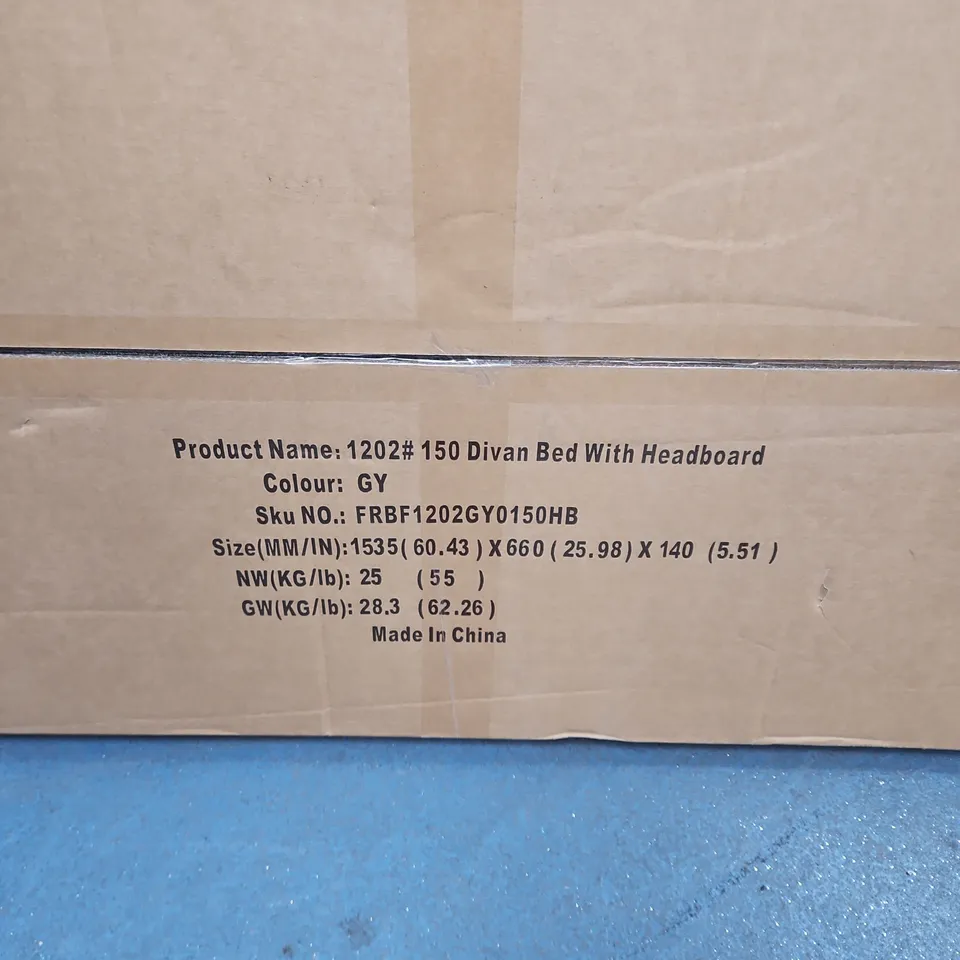 Product Name: 1202# 150 Divan Bed With Headboard
Colour: GY
Sku NO.: FRBF1202GY0150HB
Size(MM/IN):1535( 60.43 ) X 660 ( 25.98 ) X 140 (5.51 )
NW(KG/lb): 25 ( 55 )
GW(KG/lb): 28.3 ( 62.26 )
Made In China